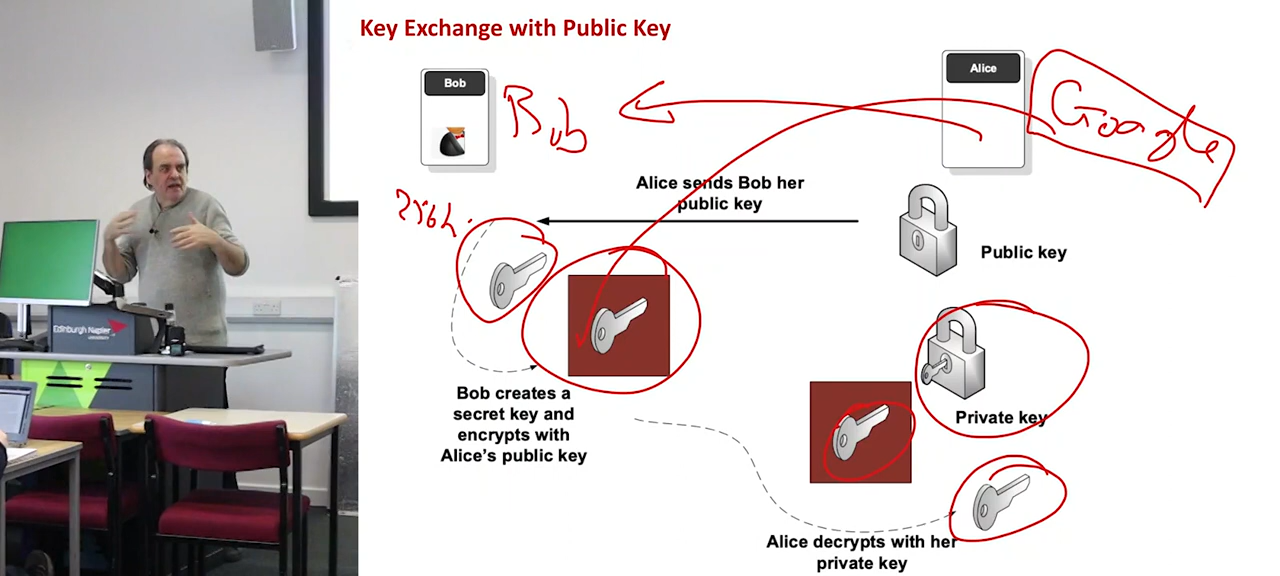 Key Exchange with Public Key
Bob
Alice
Bob
Google
Alice sends Bob her
public key
Public key
Edinburgh Napier
UNIVERSITY
Private key
Bob creates a
secret key and
encrypts with
Alice's public key
Alice decrypts with her
private key